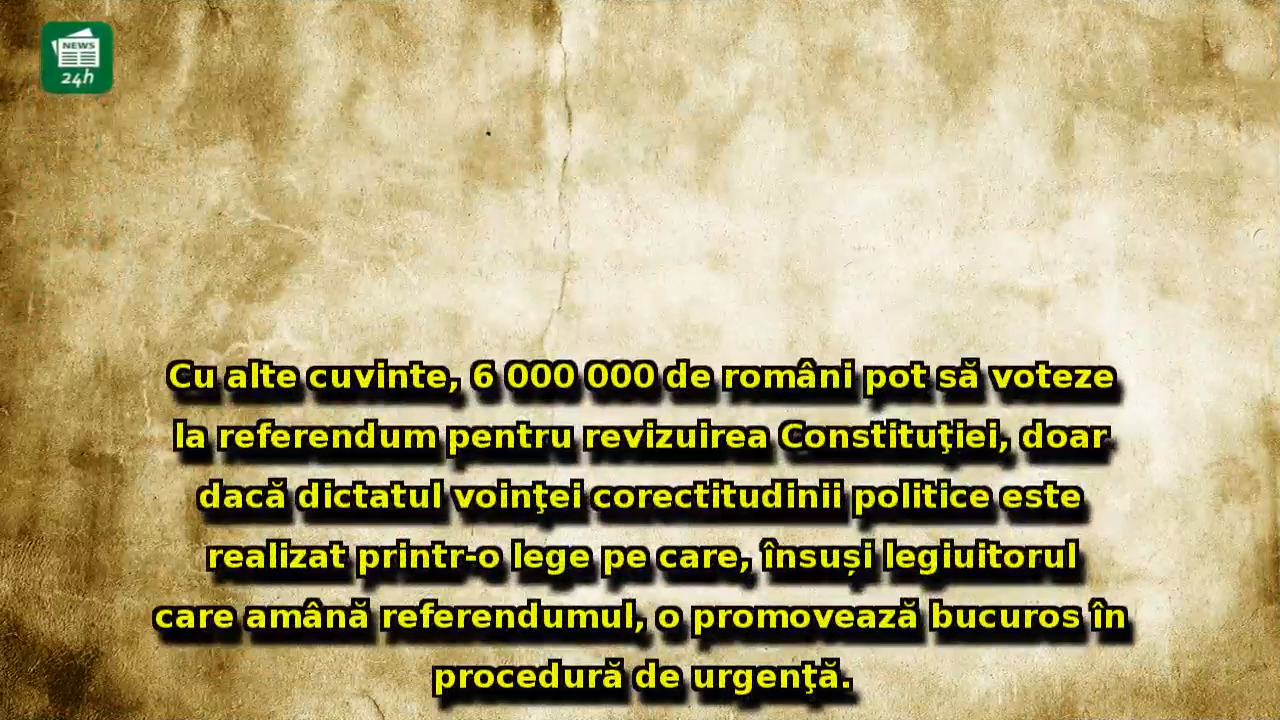 NEWS
24h
Cu alte cuvinte, 6 000 000 de români pot să voteze
la referendum pentru revizuirea Constituţiei, doar
dacă dictatul voinţei corectitudinii politice este
realizat printr-o lege pe care, însuși legiuitorul
care amână referendumul, o promovează bucuros în
procedură de urgenţă.